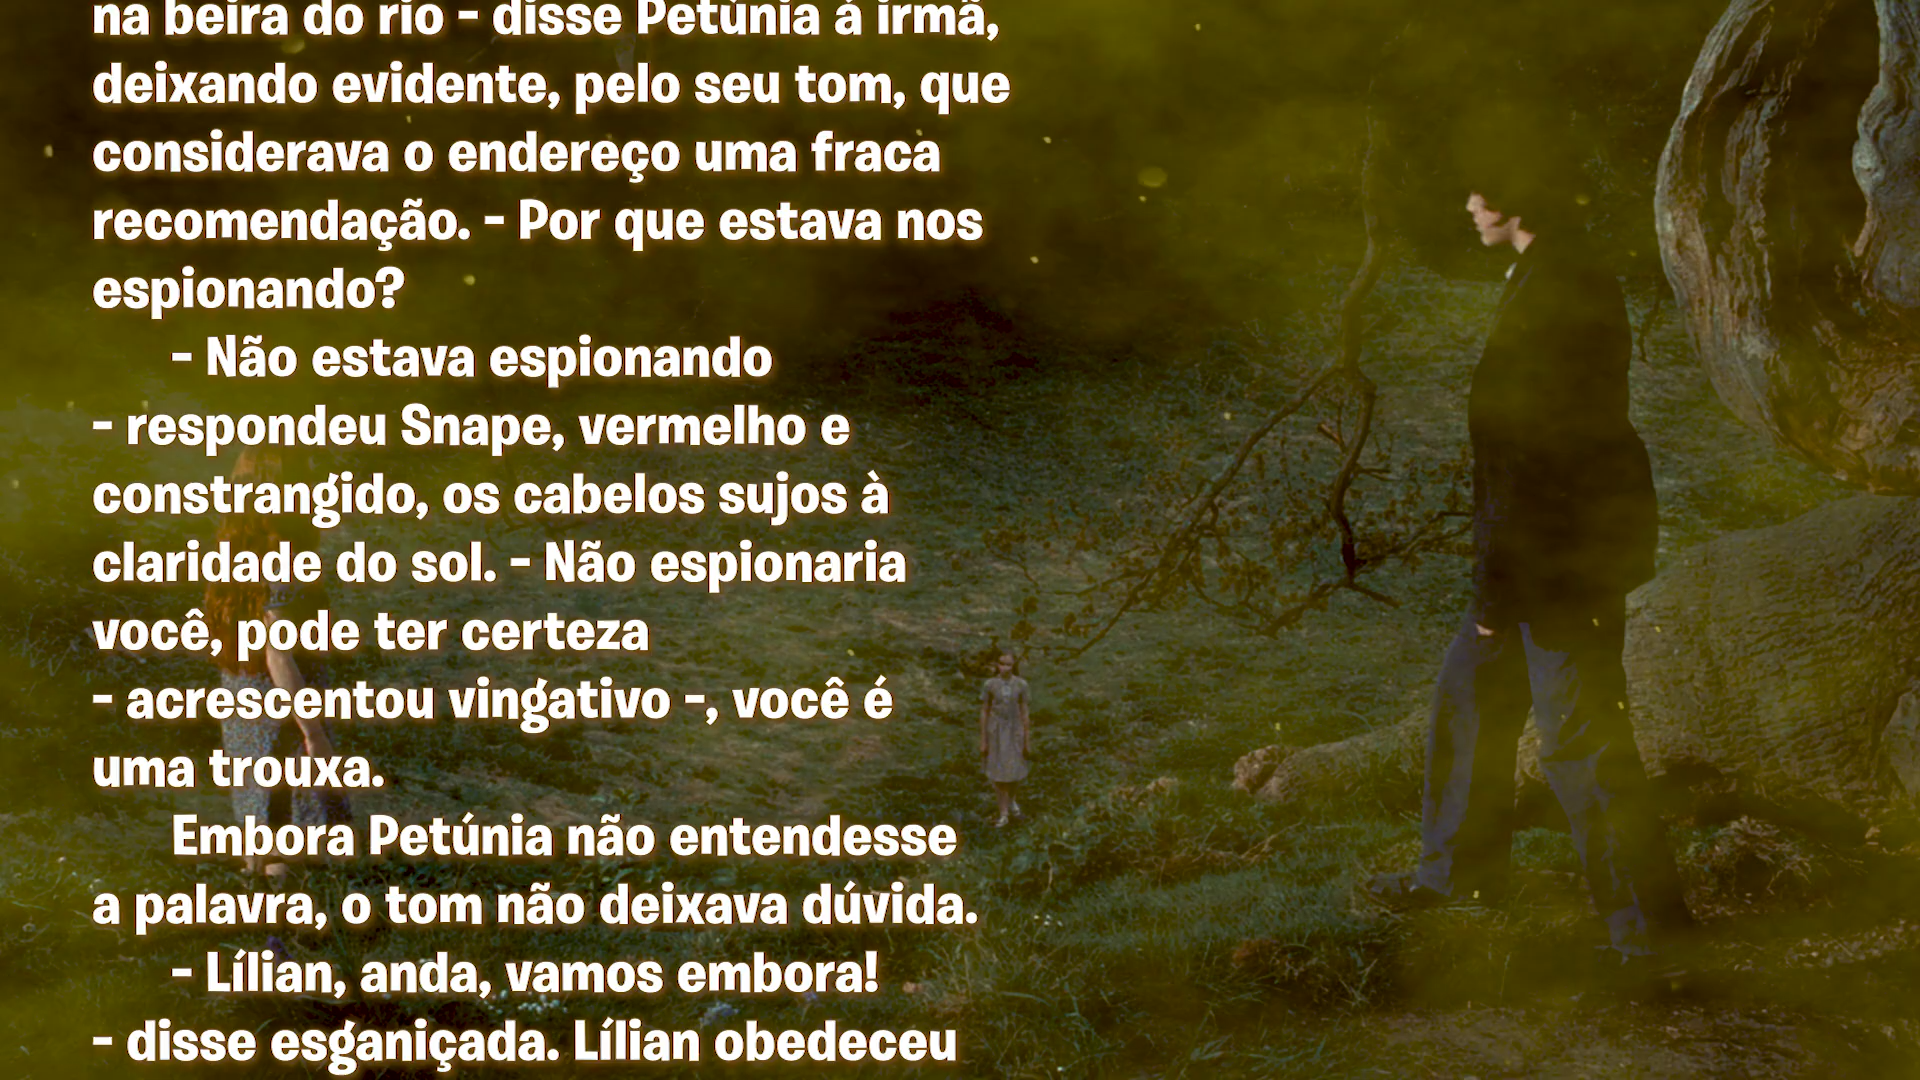 na beira do rio - disse Petúnia à irmã,
deixando evidente, pelo seu tom, que
considerava o endereço uma fraca
recomendação. - Por que estava nos
espionando?
- Não estava espionando
- respondeu Snape, vermelho e
constrangido, os cabelos sujos à
claridade do sol. - Não espionaria
você, pode ter certeza
- acrescentou vingativo -, você é
uma trouxa.
Embora Petúnia não entendesse
a palavra, o tom não deixava dúvida.
- Lílian, anda, vamos embora!
- disse esganiçada. Lílian obedeceu